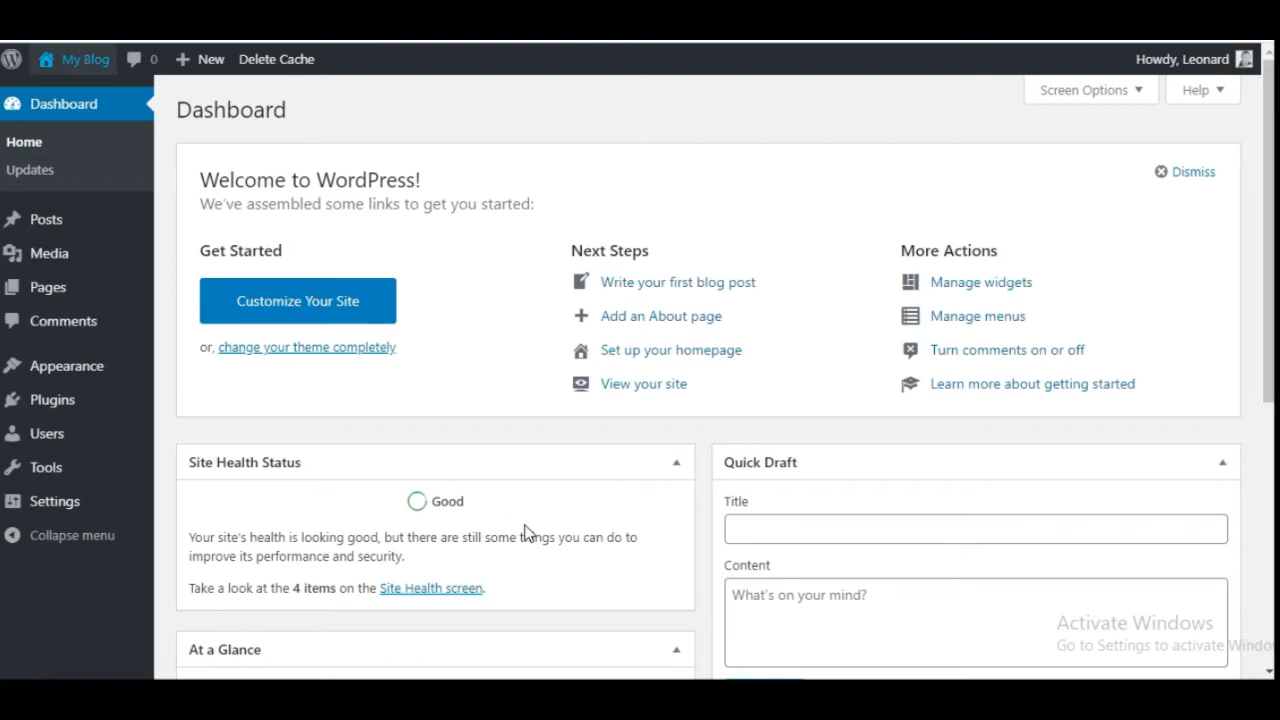 My Blog 0 New Delete Cache Howdy, Leonard
Dashboard
Home
Updates
Posts
Media
Pages
Comments
Appearance
Plugins
Users
Tools
Settings
Collapse menu
Screen Options Help
Dashboard
Welcome to WordPress!
Dismiss
We've assembled some links to get you started:
Get Started
Customize Your Site
or, change your theme completely
Next Steps
Write your first blog post
Add an About page
Set up your homepage
View your site
More Actions
Manage widgets
Manage menus
Turn comments on or off
Learn more about getting started
Site Health Status
Good
Your site's health is looking good, but there are still some things you can do to
improve its performance and security.
Take a look at the 4 items on the Site Health screen.
At a Glance
Quick Draft
Title
Content
What's on your mind?
Activate Windows
Go to Settings to activate Windo